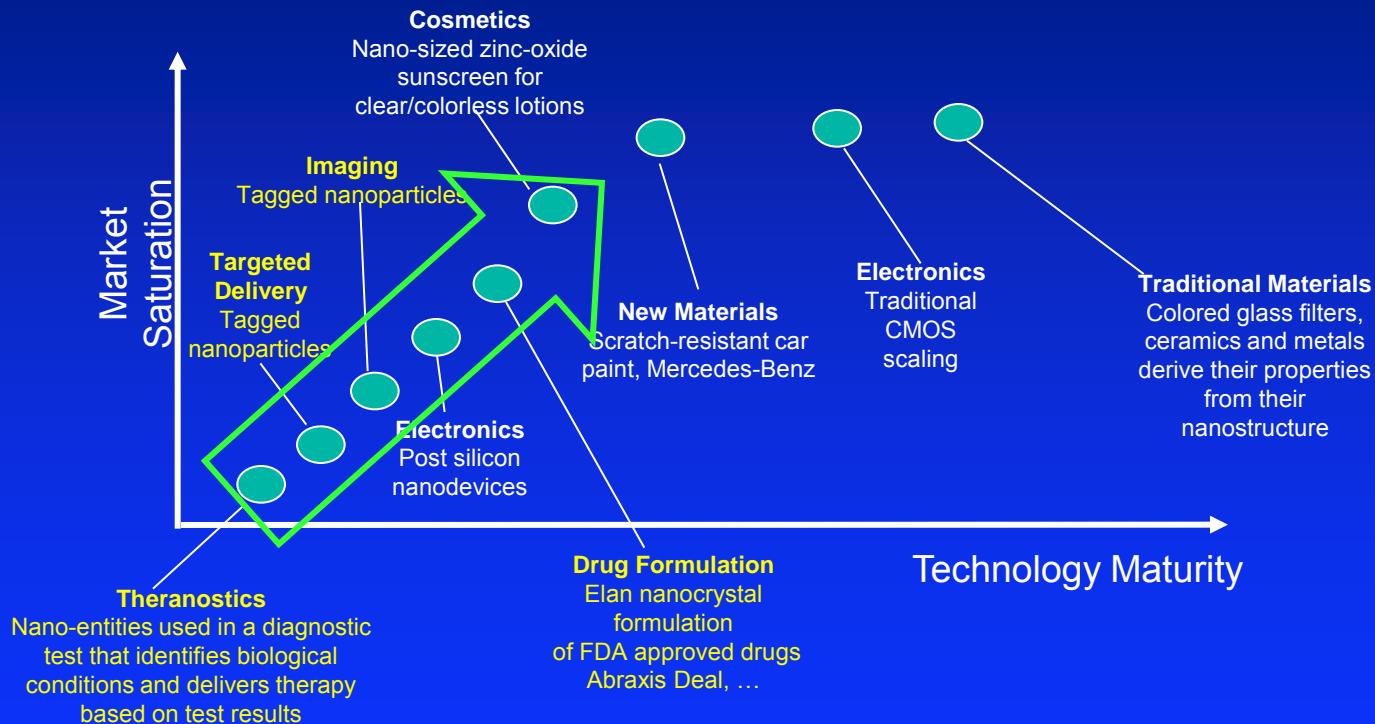 Cosmetics
Nano-sized zinc-oxide
sunscreen for
clear/colorless lotions
Imaging
Tagged nanoparticles
Targeted
Delivery
Tagged
nanoparticles
Market
Saturation
Electronics
Post silicon
nanodevices
New Materials
Scratch-resistant car
paint, Mercedes-Benz
Electronics
Traditional
CMOS
scaling
Traditional Materials
Colored glass filters,
ceramics and metals
derive their properties
from their
nanostructure
Technology Maturity
Theranostics
Nano-entities used in a diagnostic
test that identifies biological
conditions and delivers therapy
based on test results
Drug Formulation
Elan nanocrystal
formulation
of FDA approved drugs
Abraxis Deal, …